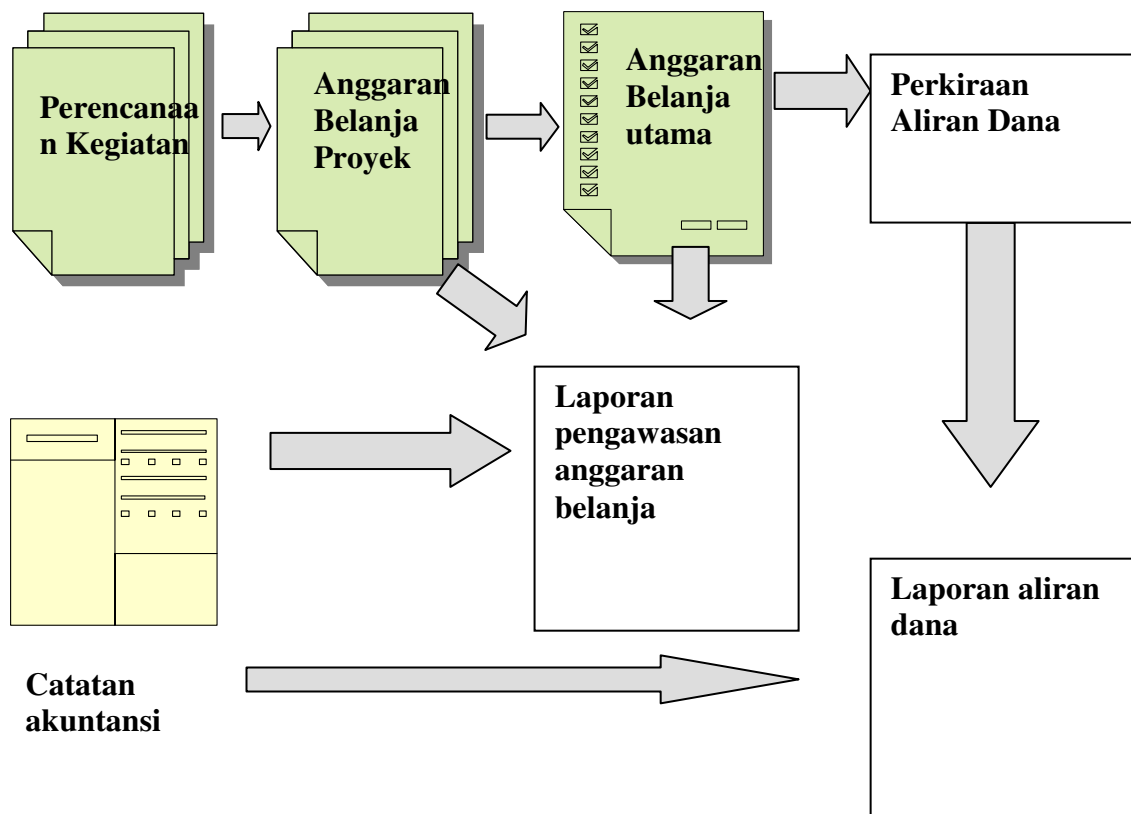 Perencanaa
n Kegiatan
Anggaran
Belanja
Proyek
Anggaran
Belanja
utama
Perkiraan
Aliran Dana
Laporan
pengawasan
anggaran
belanja
Laporan aliran
dana
Catatan
akuntansi